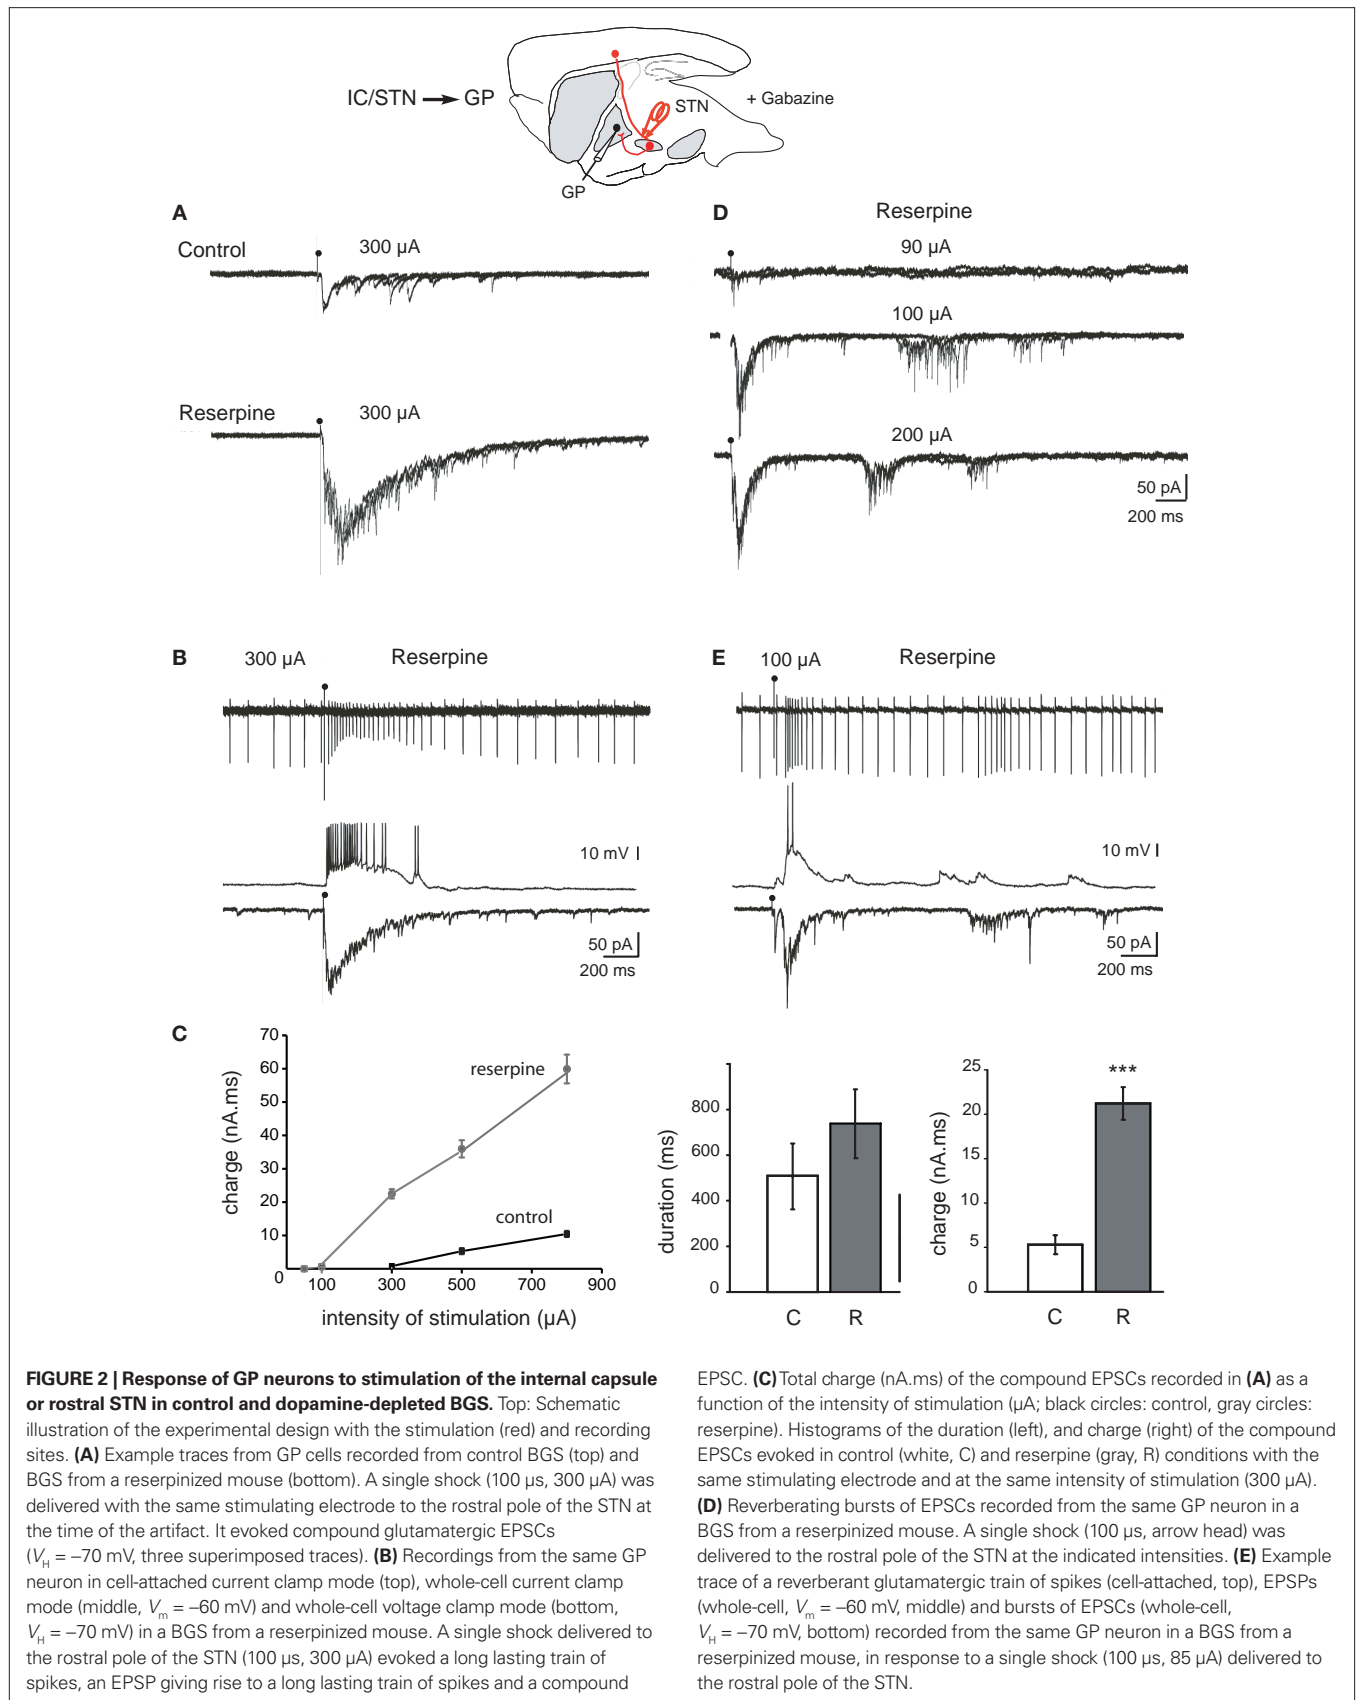 IC/STN GP
STN
+ Gabazine
GP
A
Control
300 µA
Reserpine
300 µA
D
Reserpine
90 µA
100 µA
200 µA
50 pA
200 ms
B
300 µA
Reserpine
10 mV
50 pA
200 ms
E
100 µA
Reserpine
10 mV
50 pA
200 ms
C
70
60
50
40
30
20
10
0
charge (nA.ms)
reserpine
control
100 300 500 700 900
intensity of stimulation (µA)
800
600
400
200
0
duration (ms)
C R
25
20
15
10
5
0
charge (nA.ms)
***
C R
FIGURE 2 | Response of GP neurons to stimulation of the internal capsule
or rostral STN in control and dopamine-depleted BGS. Top: Schematic
illustration of the experimental design with the stimulation (red) and recording
sites. (A) Example traces from GP cells recorded from control BGS (top) and
BGS from a reserpinized mouse (bottom). A single shock (100 µs, 300 µA) was
delivered with the same stimulating electrode to the rostral pole of the STN at
the time of the artifact. It evoked compound glutamatergic EPSCs
(VH = –70 mV, three superimposed traces). (B) Recordings from the same GP
neuron in cell-attached current clamp mode (top), whole-cell current clamp
mode (middle, Vm = –60 mV) and whole-cell voltage clamp mode (bottom,
VH = –70 mV) in a BGS from a reserpinized mouse. A single shock delivered to
the rostral pole of the STN (100 µs, 300 µA) evoked a long lasting train of
spikes, an EPSP giving rise to a long lasting train of spikes and a compound
EPSC. (C) Total charge (nA.ms) of the compound EPSCs recorded in (A) as a
function of the intensity of stimulation (µA; black circles: control, gray circles:
reserpine). Histograms of the duration (left), and charge (right) of the compound
EPSCs evoked in control (white, C) and reserpine (gray, R) conditions with the
same stimulating electrode and at the same intensity of stimulation (300 µA).
(D) Reverberating bursts of EPSCs recorded from the same GP neuron in a
BGS from a reserpinized mouse. A single shock (100 µs, arrow head) was
delivered to the rostral pole of the STN at the indicated intensities. (E) Example
trace of a reverberant glutamatergic train of spikes (cell-attached, top), EPSPs
(whole-cell, Vm = –60 mV, middle) and bursts of EPSCs (whole-cell,
VH = –70 mV, bottom) recorded from the same GP neuron in a BGS from a
reserpinized mouse, in response to a single shock (100 µs, 85 µA) delivered to
the rostral pole of the STN.